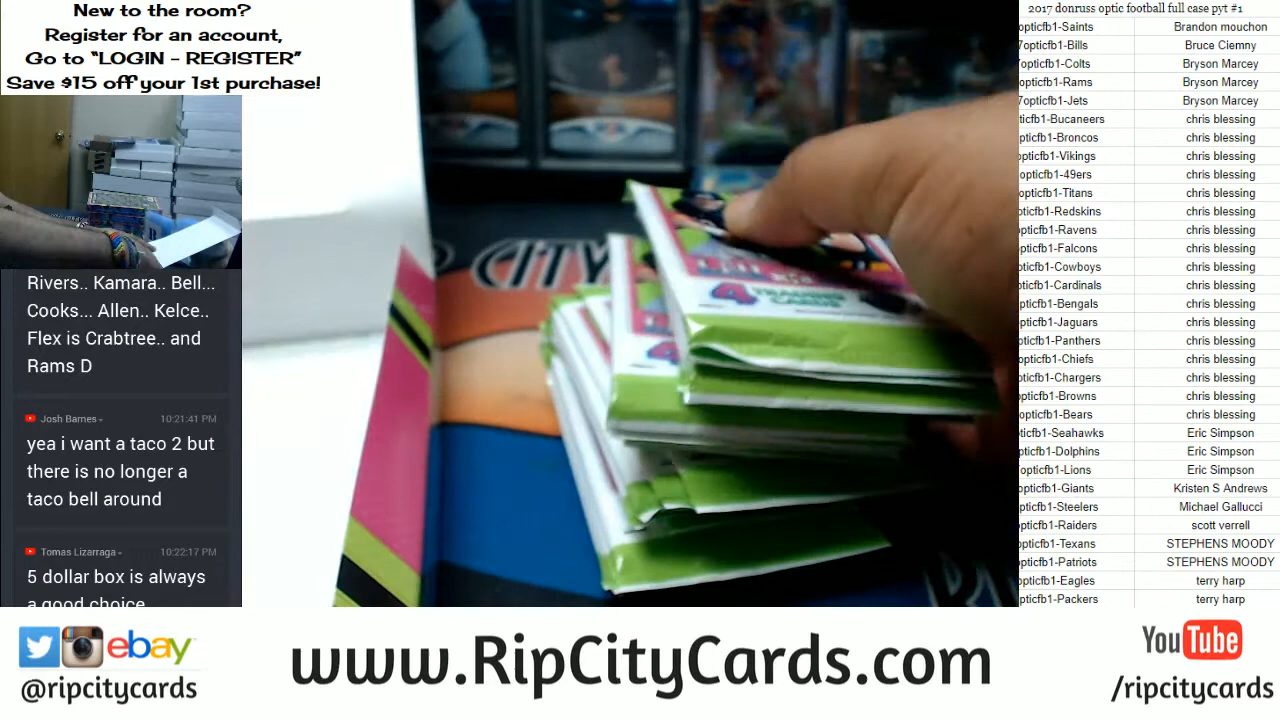 New to the room?
Register for an account,
Go to "LOGIN - REGISTER"
Save $15 off your 1st purchase!
Rivers.. Kamara.. Bell...
Cooks... Allen.. Kelce..
Flex is Crabtree.. and
Rams D
Josh Barnes 10:21:41 PM
yea i want a taco 2 but
there is no longer a
taco bell around
Tomas Lizarraga 10:22:17 PM
5 dollar box is always
a good choice
CITY
4 TRADING
CARDS
4
2017 donruss optic football full case pyt #1
opticfb1-Saints Brandon mouchon
7opticfb1-Bills Bruce Ciemny
7opticfb1-Colts Bryson Marcey
7opticfb1-Rams Bryson Marcey
7opticfb1-Jets Bryson Marcey
opticfb1-Bucaneers chris blessing
opticfb1-Broncos chris blessing
opticfb1-Vikings chris blessing
opticfb1-49ers chris blessing
opticfb1-Titans chris blessing
opticfb1-Redskins chris blessing
opticfb1-Ravens chris blessing
opticfb1-Falcons chris blessing
opticfb1-Cowboys chris blessing
opticfb1-Cardinals chris blessing
opticfb1-Bengals chris blessing
opticfb1-Jaguars chris blessing
opticfb1-Panthers chris blessing
opticfb1-Chiefs chris blessing
opticfb1-Chargers chris blessing
opticfb1-Browns chris blessing
opticfb1-Bears chris blessing
opticfb1-Seahawks Eric Simpson
opticfb1-Dolphins Eric Simpson
7opticfb1-Lions Eric Simpson
opticfb1-Giants Kristen S Andrews
opticfb1-Steelers Michael Gallucci
opticfb1-Raiders scott verrell
opticfb1-Texans STEPHENS MOODY
opticfb1-Patriots STEPHENS MOODY
opticfb1-Eagles terry harp
opticfb1-Packers terry harp
ebay
@ripcitycards
www.RipCityCards.com
YouTube
/ripcitycards